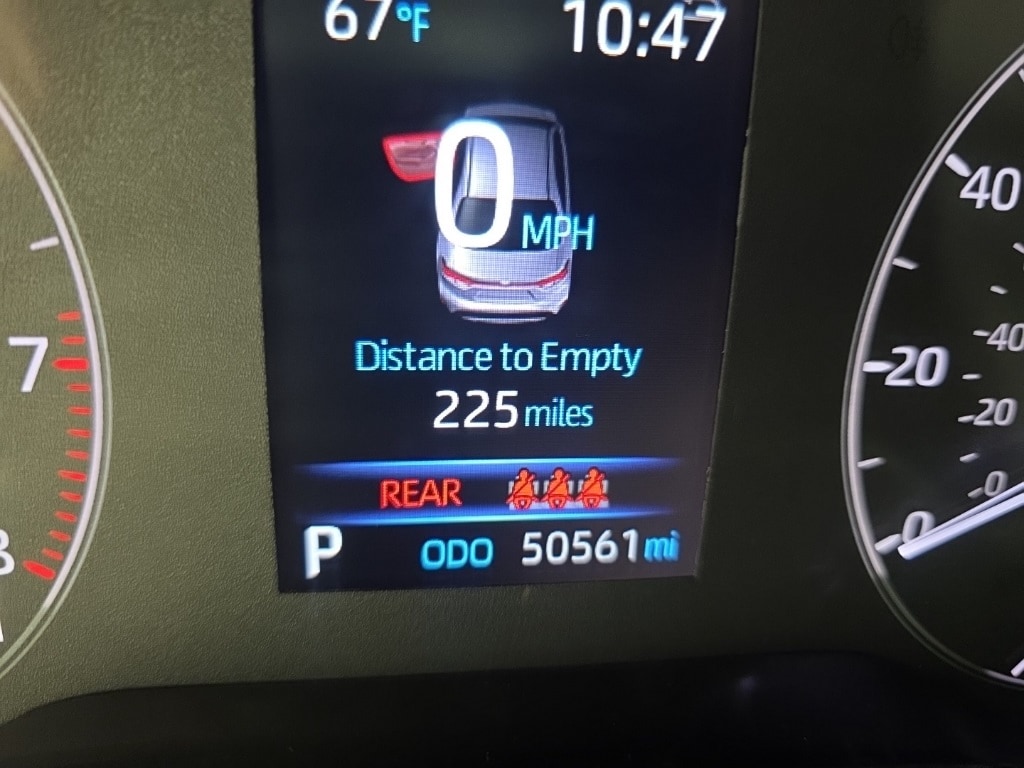 67°F 10:47
0 MPH
Distance to Empty
225 miles
REAR
P ODO 50561 mi
7
8
40
20
0
40
20
0